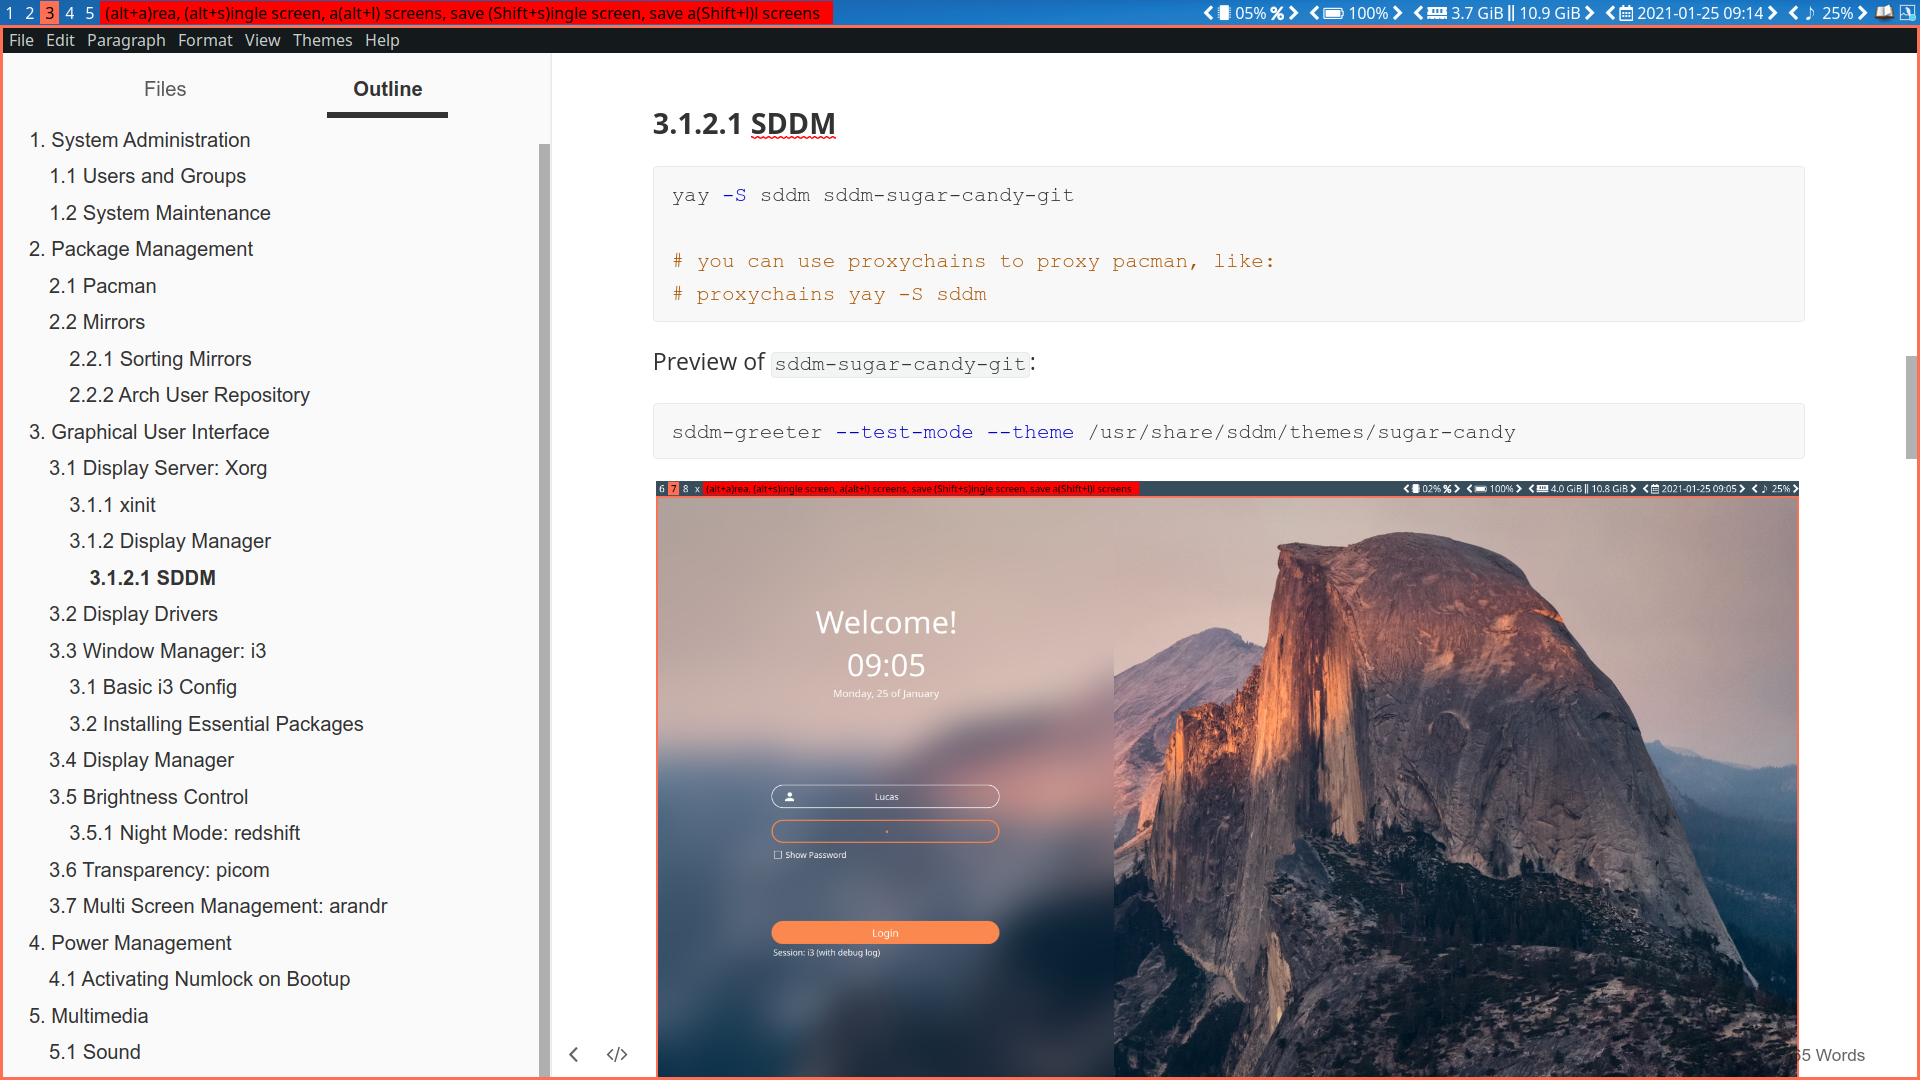 1 2 3 4 5 (alt+a)rea, (alt+s)ingle screen, a(alt+l) screens, save (Shift+s)ingle screen, save a(Shift+l)l screens
05% 100% 3.7 GiB || 10.9 GiB 2021-01-25 09:14 25%
File Edit Paragraph Format View Themes Help
Files Outline
1. System Administration
1.1 Users and Groups
1.2 System Maintenance
2. Package Management
2.1 Pacman
2.2 Mirrors
2.2.1 Sorting Mirrors
2.2.2 Arch User Repository
3. Graphical User Interface
3.1 Display Server: Xorg
3.1.1 xinit
3.1.2 Display Manager
3.1.2.1 SDDM
3.2 Display Drivers
3.3 Window Manager: i3
3.1 Basic i3 Config
3.2 Installing Essential Packages
3.4 Display Manager
3.5 Brightness Control
3.5.1 Night Mode: redshift
3.6 Transparency: picom
3.7 Multi Screen Management: arandr
4. Power Management
4.1 Activating Numlock on Bootup
5. Multimedia
5.1 Sound
3.1.2.1 SDDM
yay -S sddm sddm-sugar-candy-git
# you can use proxychains to proxy pacman, like:
# proxychains yay -S sddm
Preview of sddm-sugar-candy-git:
sddm-greeter --test-mode --theme /usr/share/sddm/themes/sugar-candy
6 7 8 x (alt+a)rea, (alt+s)ingle screen, a(alt+l) screens, save (Shift+s)ingle screen, save a(Shift+l)l screens
02% 100% 4.0 GiB || 10.8 GiB 2021-01-25 09:05 25%
Welcome!
09:05
Monday, 25 of January
Lucas
Show Password
Login
Session: i3 (with debug log)
</> Words